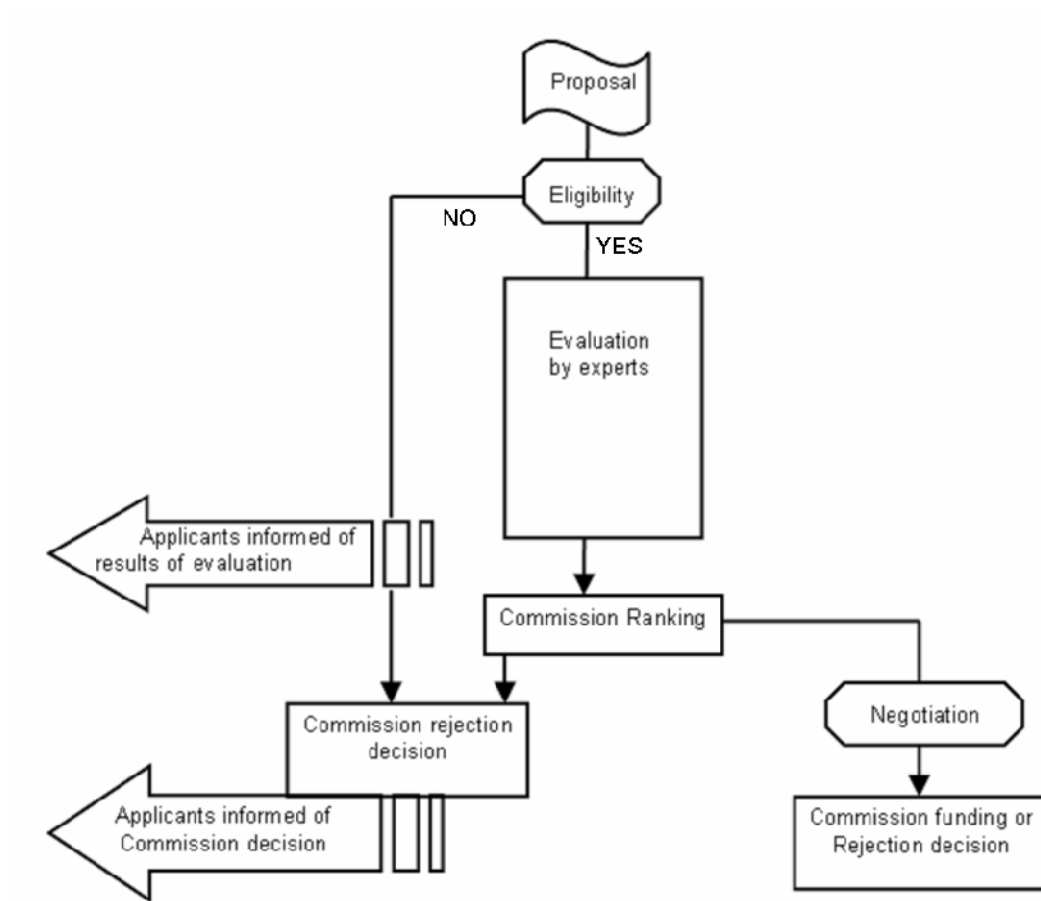 Proposal
Eligibility
NO
YES
Evaluation
by experts
Applicants informed of
results of evaluation
Commission Ranking
Negotiation
Commission rejection
decision
Applicants informed of
Commission decision
Commission funding or
Rejection decision